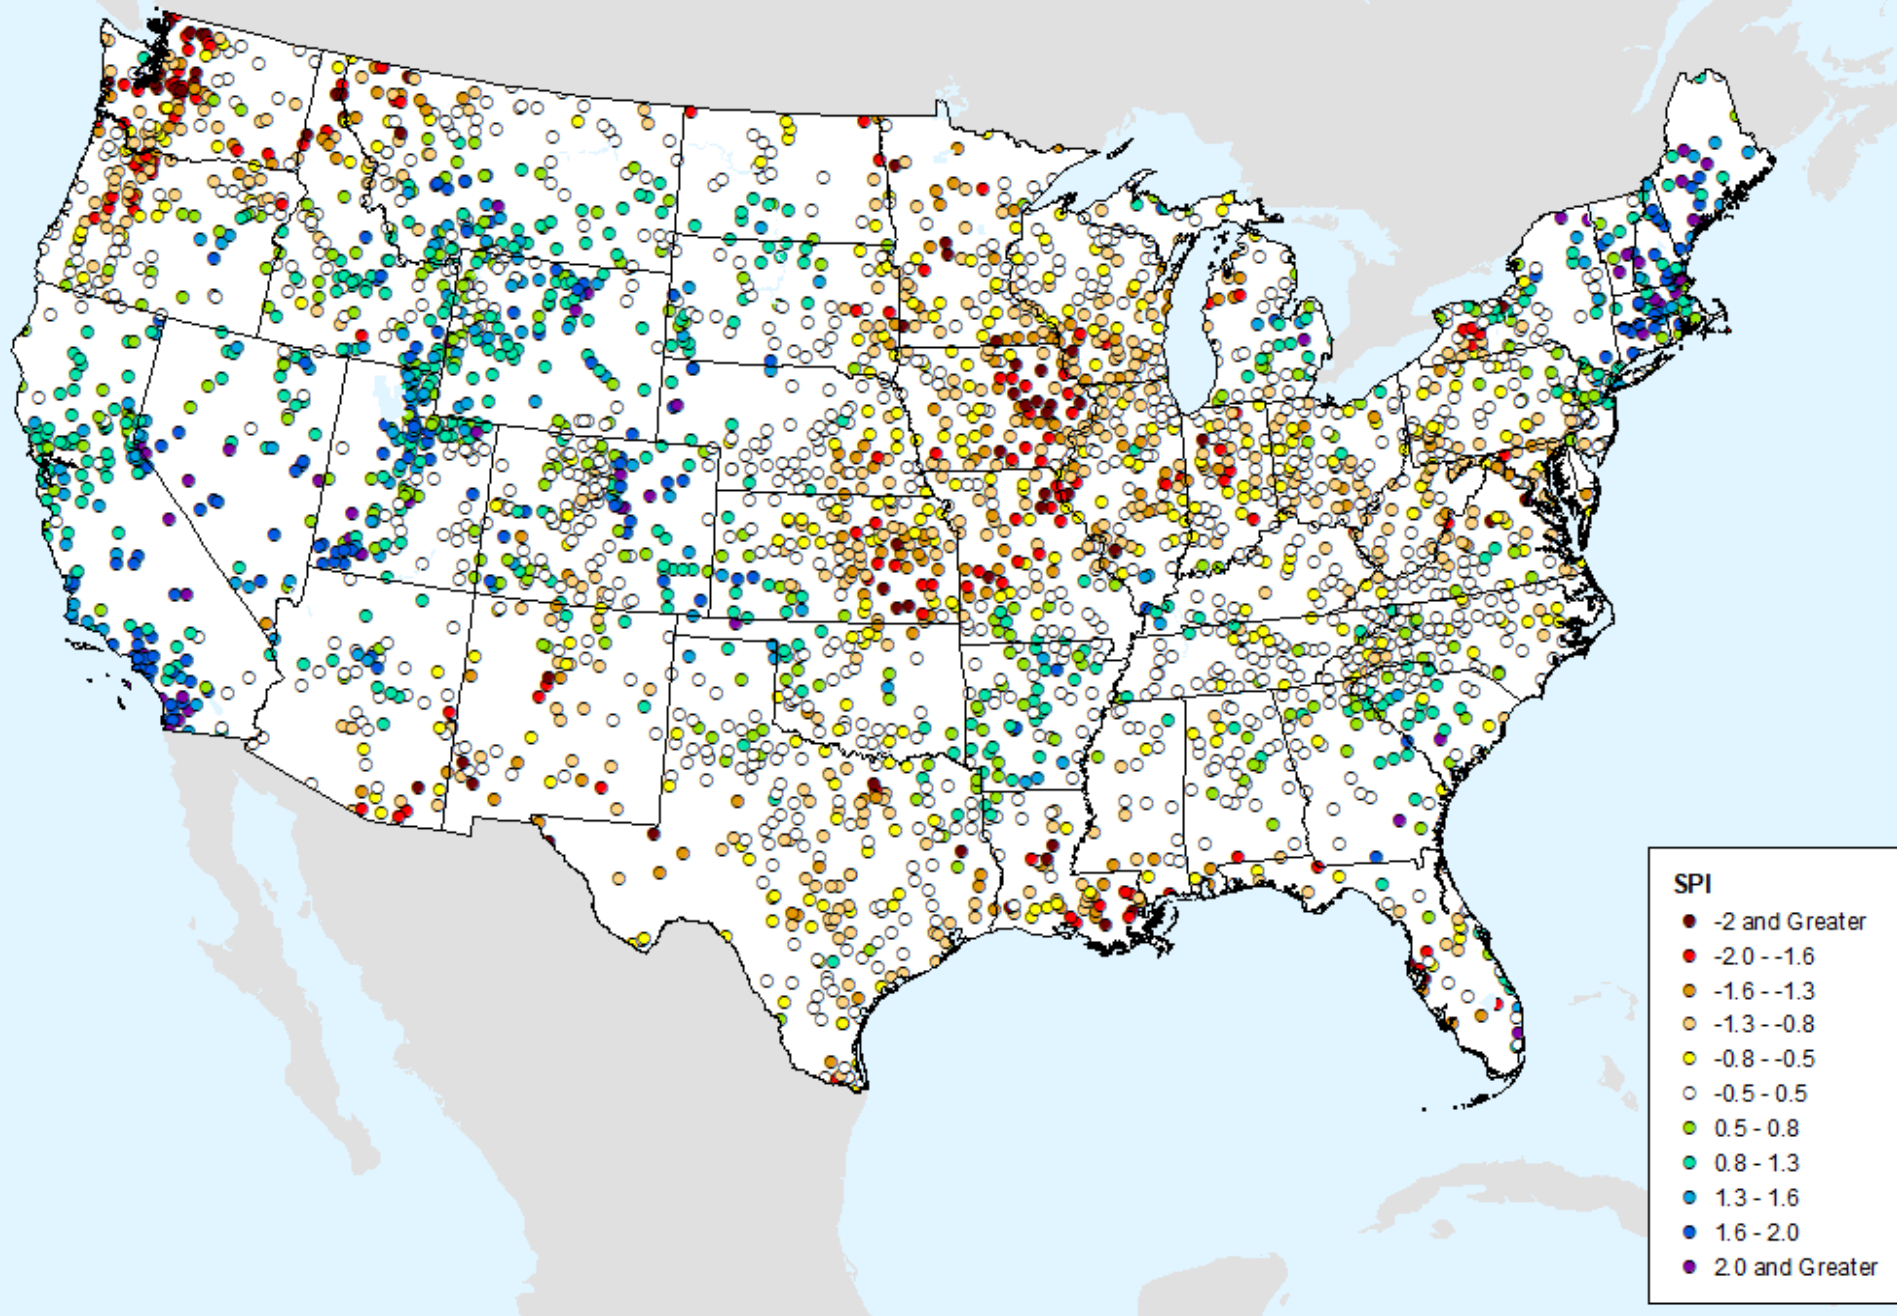 SPI
-2 and Greater
-2.0 - -1.6
-1.6 - -1.3
-1.3 - -0.8
-0.8 - -0.5
-0.5 - 0.5
0.5 - 0.8
0.8 - 1.3
1.3 - 1.6
1.6 - 2.0
2.0 and Greater